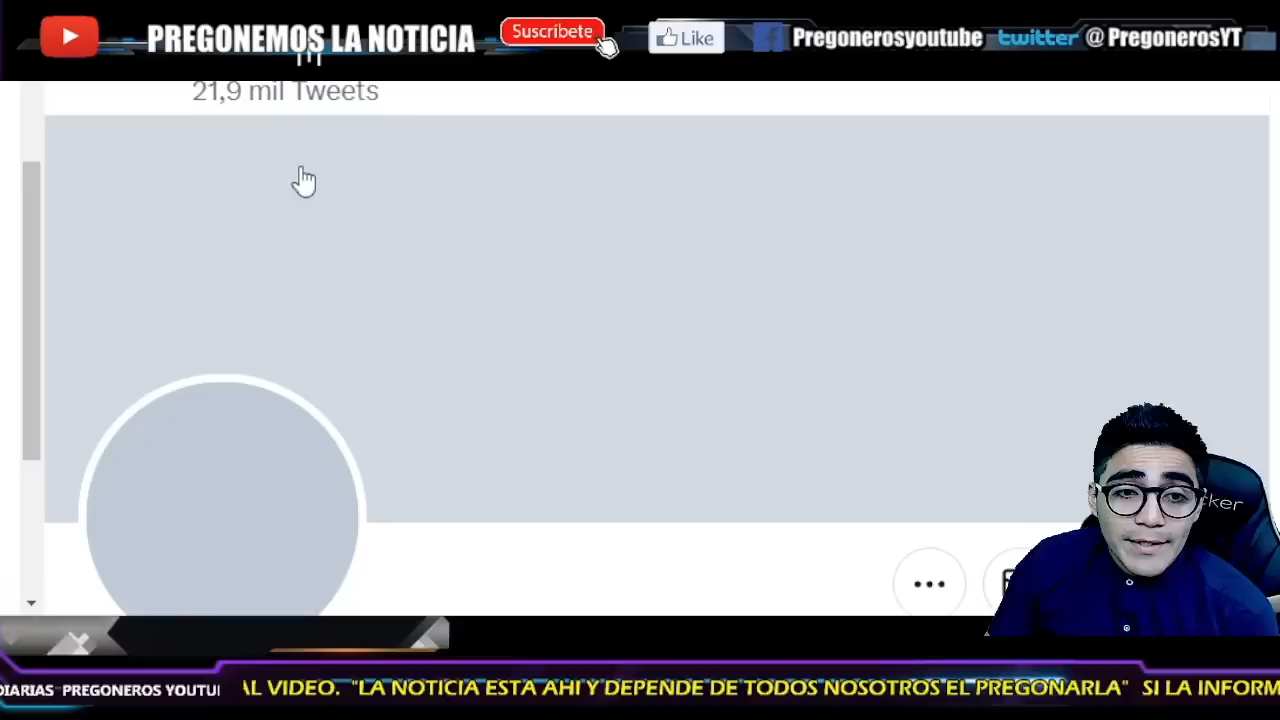 PREGONEMOS LA NOTICIA
Suscríbete
Like
Pregonerosyoutube
twitter @PregonerosYT
21,9 mil Tweets
cker
DIARIAS PREGONEROS YOUTU
AL VIDEO. "LA NOTICIA ESTA AHI Y DEPENDE DE TODOS NOSOTROS EL PREGONARLA" SI LA INFORM